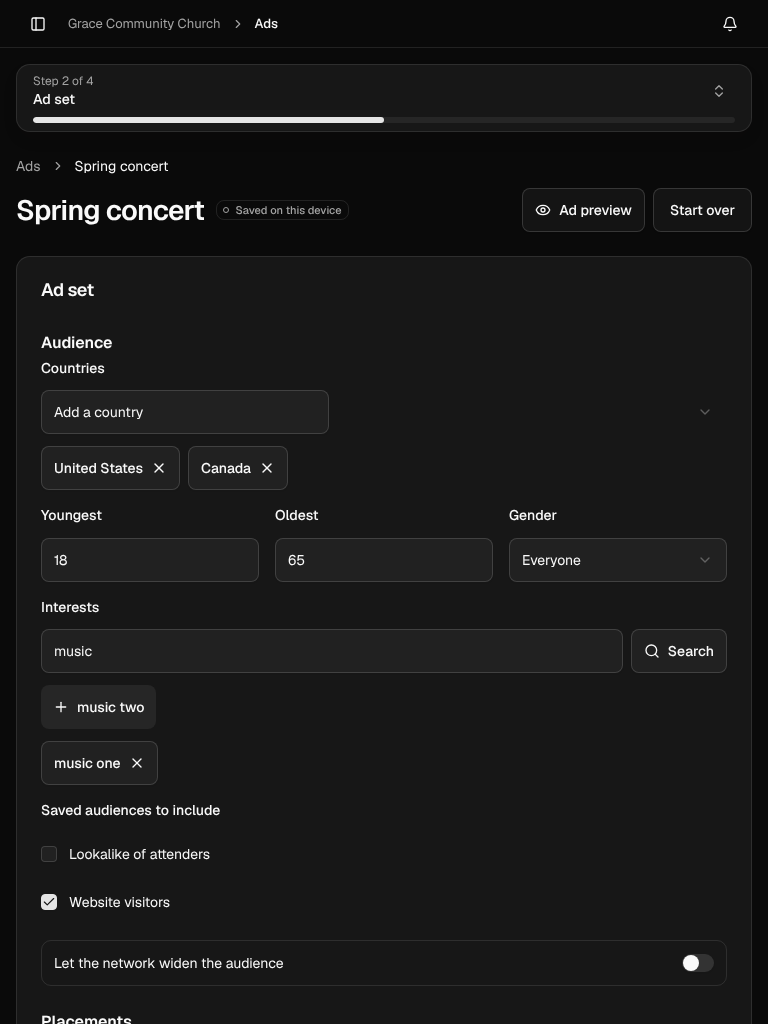 Grace Community Church > Ads
Step 2 of 4
Ad set
Ads > Spring concert
Spring concert
Saved on this device
Ad preview
Start over
Ad set
Audience
Countries
Add a country
United States
Canada
Youngest
Oldest
Gender
18
65
Everyone
Interests
music
Search
music two
music one
Saved audiences to include
Lookalike of attenders
Website visitors
Let the network widen the audience
Placements